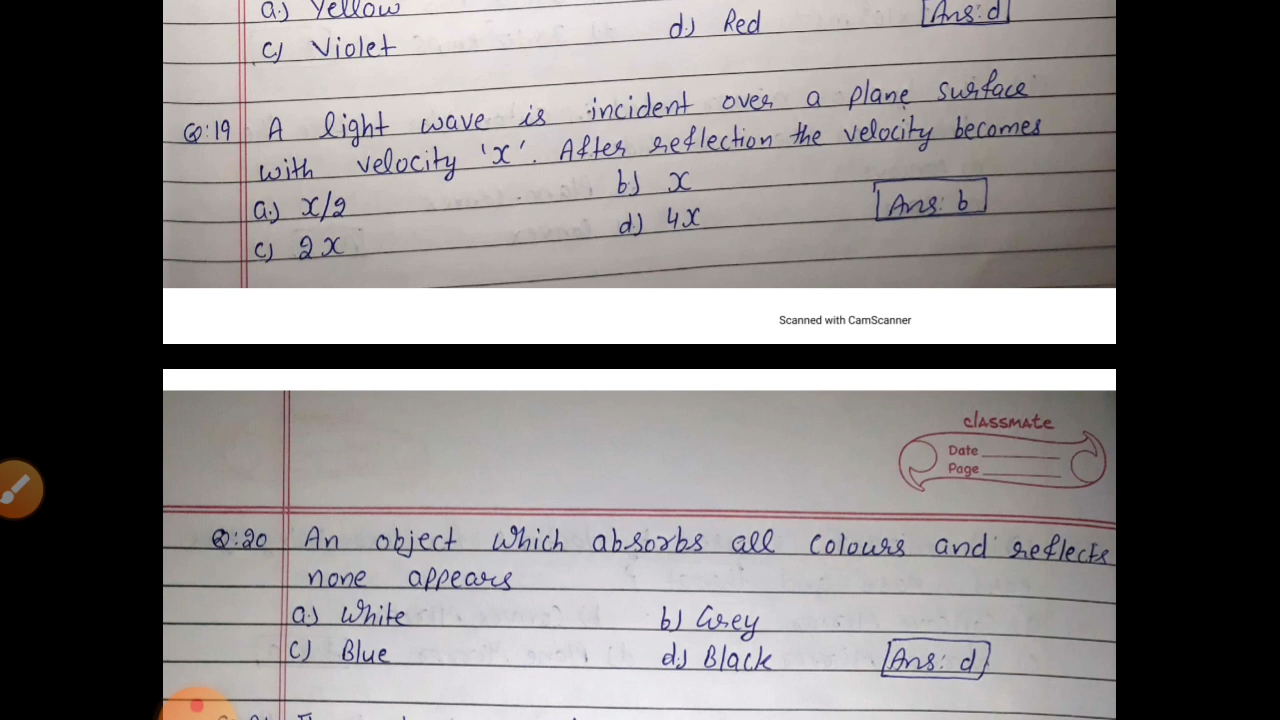 a.) Yellow
c.) Violet
d.) Red
Ans: d
Q:19 A light wave is incident over a plane surface
with velocity 'x'. After reflection the velocity becomes
a.) x/2
b.) x
c.) 2x
d.) 4x
Ans: b
Scanned with CamScanner
classmate
Date
Page
Q:20 An object which absorbs all colours and reflects
none appears
a.) White
b.) Grey
c.) Blue
d.) Black
Ans: d